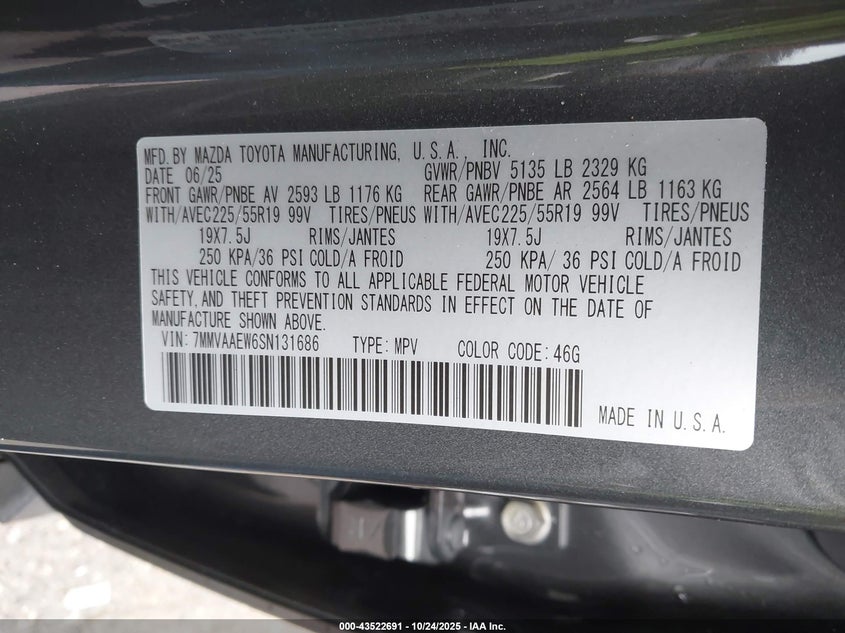 MFD. BY MAZDA TOYOTA MANUFACTURING, U.S.A. INC.
DATE 06/25 GVWR/PNBV 5135 LB 2329 KG
FRONT GAWR/PNBE AV 2593 LB 1176 KG REAR GAWR/PNBE AR 2564 LB 1163 KG
WITH/AVEC225/55R19 99V TIRES/PNEUS WITH/AVEC225/55R19 99V TIRES/PNEUS
19X7.5J RIMS/JANTES 19X7.5J RIMS/JANTES
250 KPA/36 PSI COLD/A FROID 250 KPA/ 36 PSI COLD/A FROID
THIS VEHICLE CONFORMS TO ALL APPLICABLE FEDERAL MOTOR VEHICLE
SAFETY, AND THEFT PREVENTION STANDARDS IN EFFECT ON THE DATE OF
MANUFACTURE SHOWN ABOVE.
VIN: 7MMVAAEW6SN131686 TYPE: MPV COLOR CODE: 46G
MADE IN U.S.A.
000-43522691 - 10/24/2025 - IAA Inc.